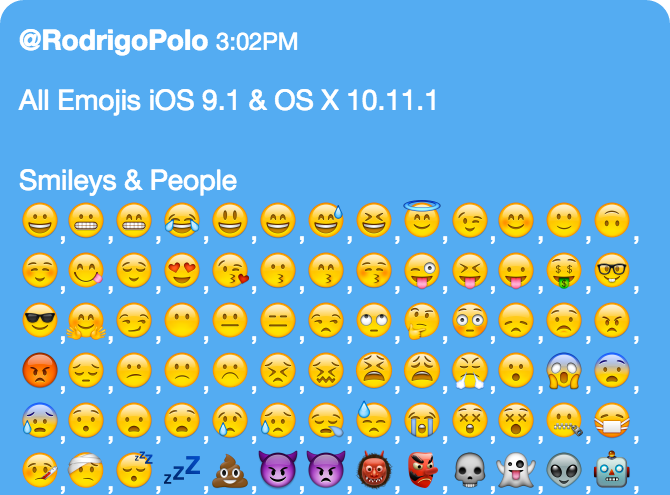 @RodrigoPolo 3:02PM
All Emojis iOS 9.1 & OS X 10.11.1
Smileys & People
😀,😬,😁,😂,😃,😄,😅,😆,😇,😉,😊,🙂,🙃,
☺️,😋,😌,😍,😘,😗,😙,😚,😜,😝,😛,🤑,🤓,
😎,🤗,😏,😶,😐,😑,😒,🙄,🤔,😳,😞,😟,😠,
😡,😔,😕,🙁,☹️,😣,😖,😫,😩,😤,😮,😱,😨,
😰,😯,😦,😧,😢,😥,😪,😓,😭,😵,😲,🤐,😷,
🤒,🤕,😴,💤,💩,😈,👿,👹,👺,💀,👻,👽,🤖,